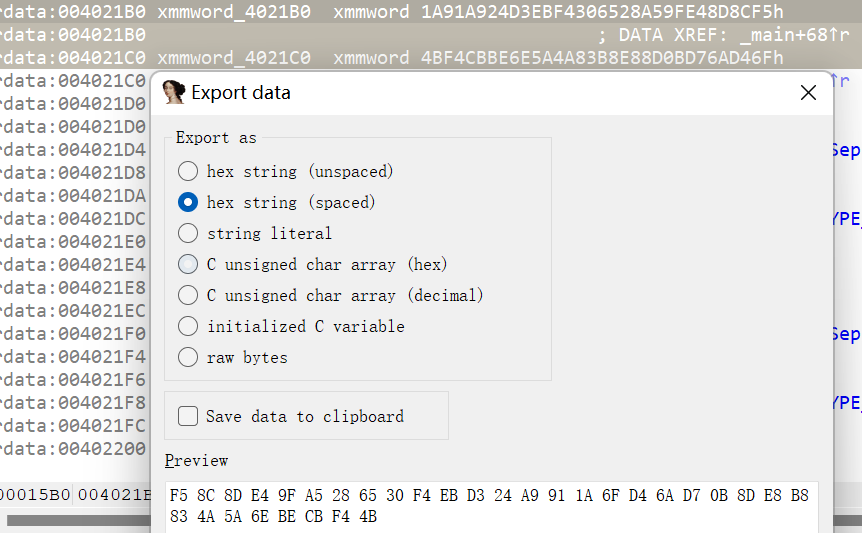 rdata:004021B0 xmmword_4021B0  xmmword 1A91A924D3EBF4306528A59FE48D8CF5h
rdata:004021B0 ; DATA XREF: _main+68↑r
rdata:004021C0 xmmword_4021C0  xmmword 4BF4CBBE6E5A4A83B8E88D0BD76AD46Fh
rdata:004021C0 ↑r
rdata:004021D0
rdata:004021D0
rdata:004021D4 Sep
rdata:004021D8
rdata:004021DA
rdata:004021DC YPE_
rdata:004021E0
rdata:004021E4
rdata:004021E8
rdata:004021EC
rdata:004021F0 Sep
rdata:004021F4
rdata:004021F6
rdata:004021F8 YPE_
rdata:004021FC
rdata:00402200
00015B0 004021B
Export data
Export as
hex string (unspaced)
hex string (spaced)
string literal
C unsigned char array (hex)
C unsigned char array (decimal)
initialized C variable
raw bytes
Save data to clipboard
Preview
F5 8C 8D E4 9F A5 28 65 30 F4 EB D3 24 A9 91 1A 6F D4 6A D7 0B 8D E8 B8
83 4A 5A 6E BE CB F4 4B